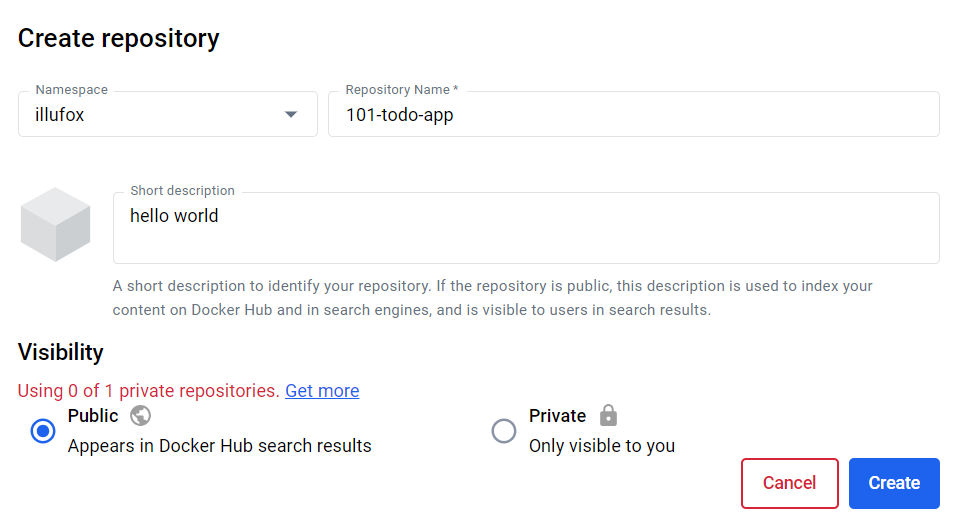 Create repository
Namespace
illufox
Repository Name *
101-todo-app
Short description
hello world
A short description to identify your repository. If the repository is public, this description is used to index your
content on Docker Hub and in search engines, and is visible to users in search results.
Visibility
Using 0 of 1 private repositories. Get more
Public
Appears in Docker Hub search results
Private
Only visible to you
Cancel
Create